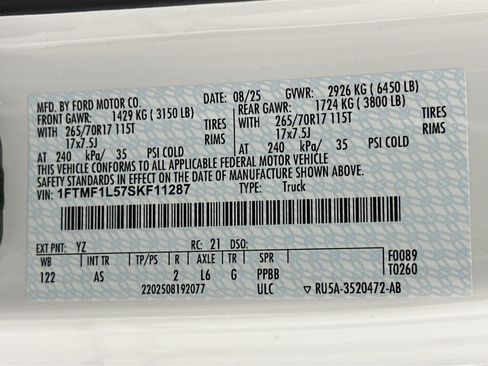 MFD. BY FORD MOTOR CO. DATE: 08/25 GVWR: 2926 KG ( 6450 LB)
FRONT GAWR: 1429 KG ( 3150 LB) REAR GAWR: 1724 KG ( 3800 LB)
WITH 265/70R17 115T TIRES WITH 265/70R17 115T TIRES
17x7.5J RIMS 17x7.5J RIMS
AT 240 kPa/ 35 PSI COLD AT 240 kPa/ 35 PSI COLD
THIS VEHICLE CONFORMS TO ALL APPLICABLE FEDERAL MOTOR VEHICLE
SAFETY STANDARDS IN EFFECT ON THE DATE OF MANUFACTURE SHOWN ABOVE.
VIN: 1FTMF1L57SKF11287 TYPE: Truck
EXT PNT: YZ RC: 21 DSO:
WB INT TR TP/PS R AXLE TR SPR F0089
122 AS 2 L6 G PPBB T0260
2202508192077 ULC ▽ RU5A-3520472-AB